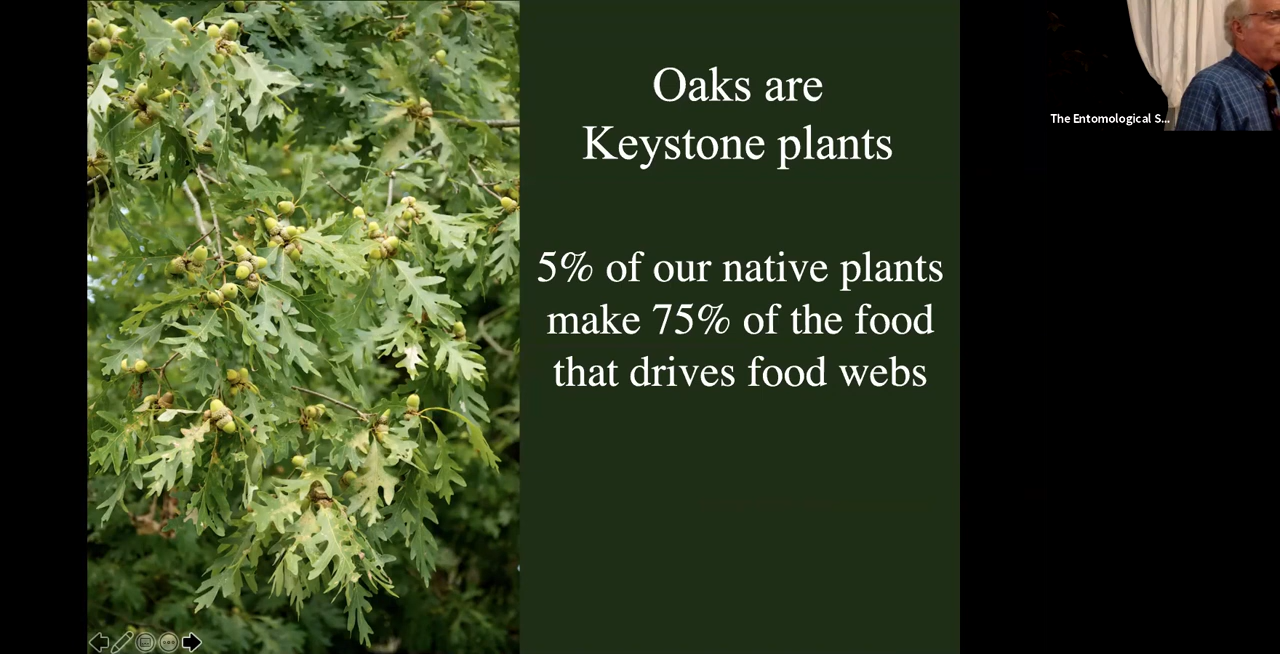 Oaks are
Keystone plants
5% of our native plants
make 75% of the food
that drives food webs
The Entomological S...